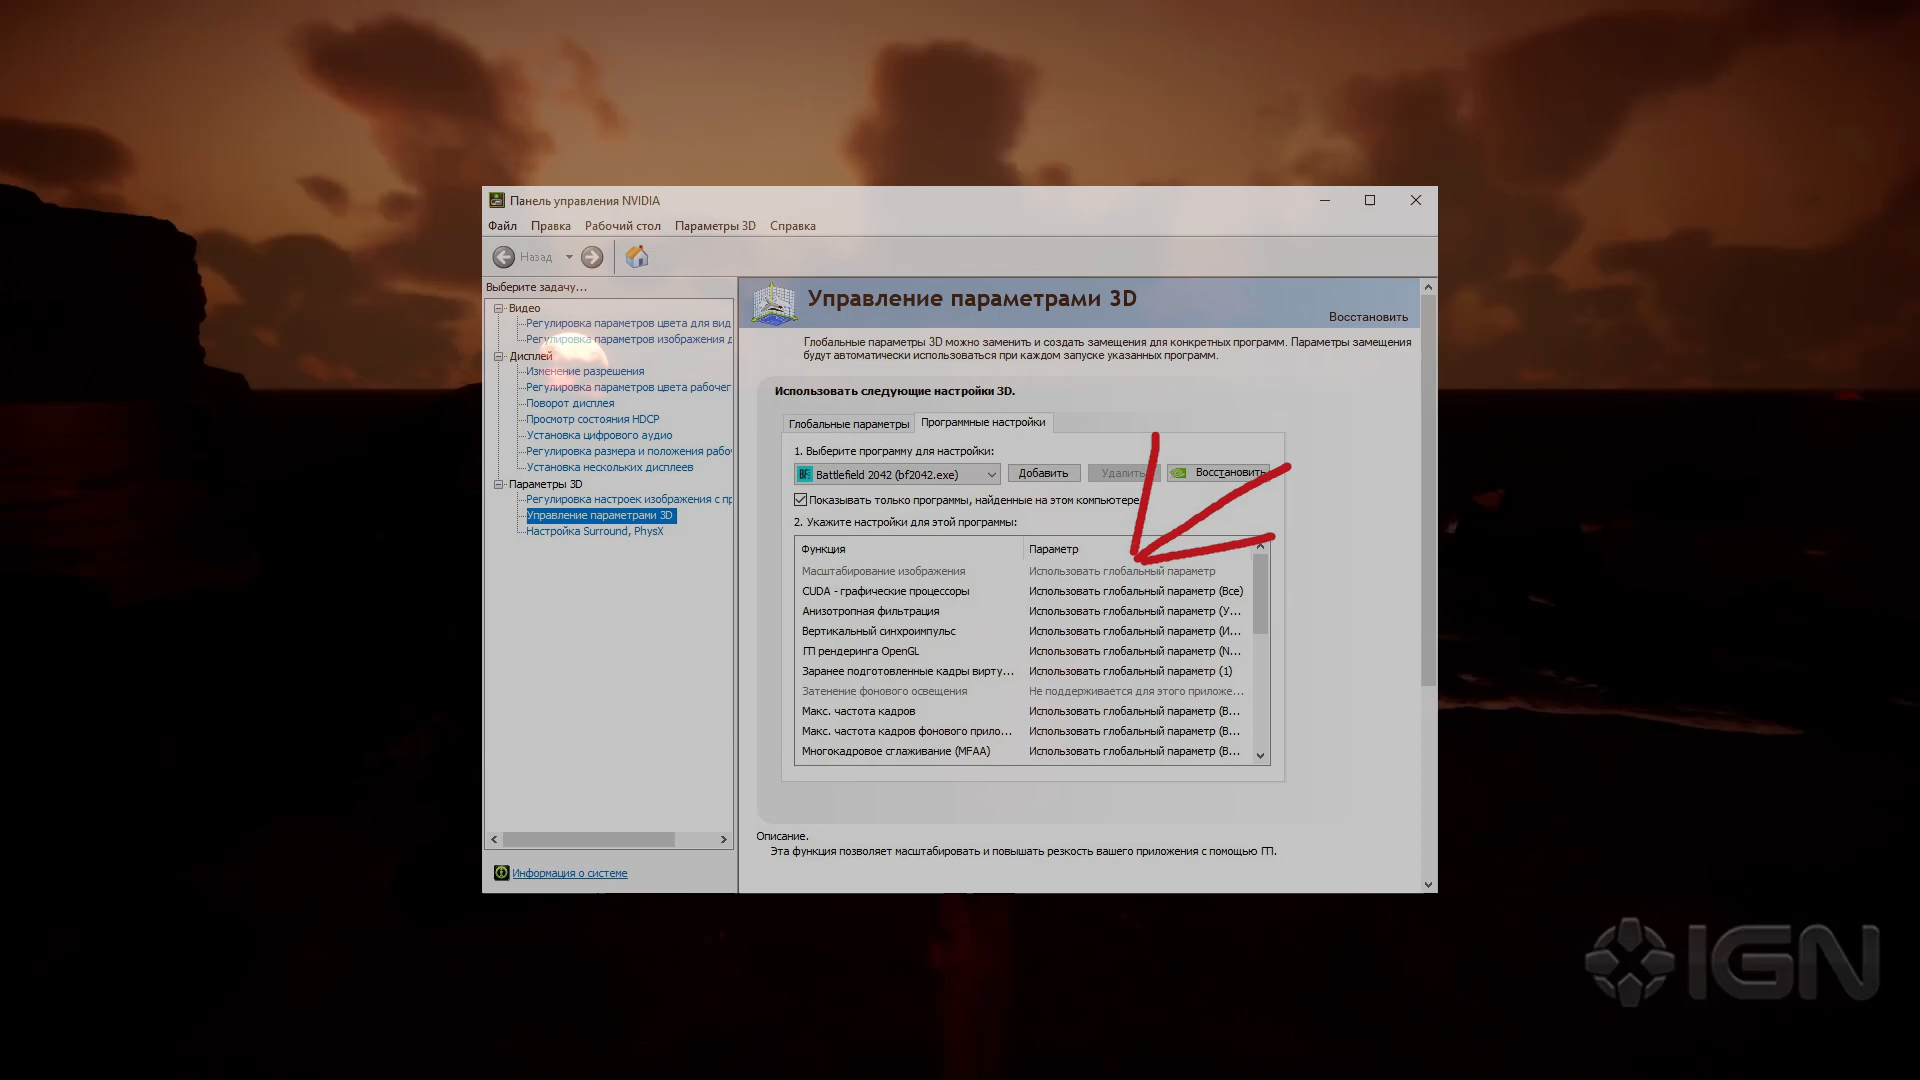 Панель управления NVIDIA
Файл Правка Рабочий стол Параметры 3D Справка
Назад
Выберите задачу...
Видео
Регулировка параметров цвета для вид
Регулировка параметров изображения д
Дисплей
Изменение разрешения
Регулировка параметров цвета рабочег
Поворот дисплея
Просмотр состояния HDCP
Установка цифрового аудио
Регулировка размера и положения рабо
Установка нескольких дисплеев
Параметры 3D
Регулировка настроек изображения с пр
Управление параметрами 3D
Настройка Surround, PhysX
Информация о системе
Управление параметрами 3D
Восстановить
Глобальные параметры 3D можно заменить и создать замещения для конкретных программ. Параметры замещения
будут автоматически использоваться при каждом запуске указанных программ.
Использовать следующие настройки 3D.
Глобальные параметры Программные настройки
1. Выберите программу для настройки:
BF Battlefield 2042 (bf2042.exe) Добавить Удалить Восстановить
Показывать только программы, найденные на этом компьютере
2. Укажите настройки для этой программы:
Функция Параметр
Масштабирование изображения Использовать глобальный параметр
CUDA - графические процессоры Использовать глобальный параметр (Все)
Анизотропная фильтрация Использовать глобальный параметр (У...
Вертикальный синхроимпульс Использовать глобальный параметр (И...
ГП рендеринга OpenGL Использовать глобальный параметр (N...
Заранее подготовленные кадры вирту... Использовать глобальный параметр (1)
Затенение фонового освещения Не поддерживается для этого приложе...
Макс. частота кадров Использовать глобальный параметр (В...
Макс. частота кадров фонового прило... Использовать глобальный параметр (В...
Многокадровое сглаживание (MFAA) Использовать глобальный параметр (В...
Описание.
Эта функция позволяет масштабировать и повышать резкость вашего приложения с помощью ГП.
IGN